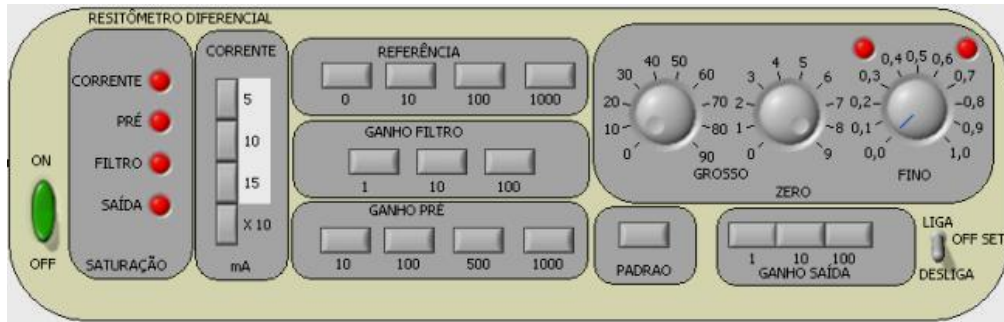 RESITÔMETRO DIFERENCIAL
ON
OFF
CORRENTE
PRÉ
FILTRO
SAÍDA
SATURAÇÃO
CORRENTE
5
10
15
X 10
mA
REFERÊNCIA
0 10 100 1000
GANHO FILTRO
1 10 100
GANHO PRÉ
10 100 500 1000
0 10 20 30 40 50 60 70 80 90
GROSSO
0 1 2 3 4 5 6 7 8 9
ZERO
0,0 0,1 0,2 0,3 0,4 0,5 0,6 0,7 0,8 0,9 1,0
FINO
PADRAO
1 10 100
GANHO SAÍDA
LIGA
OFF SET
DESLIGA